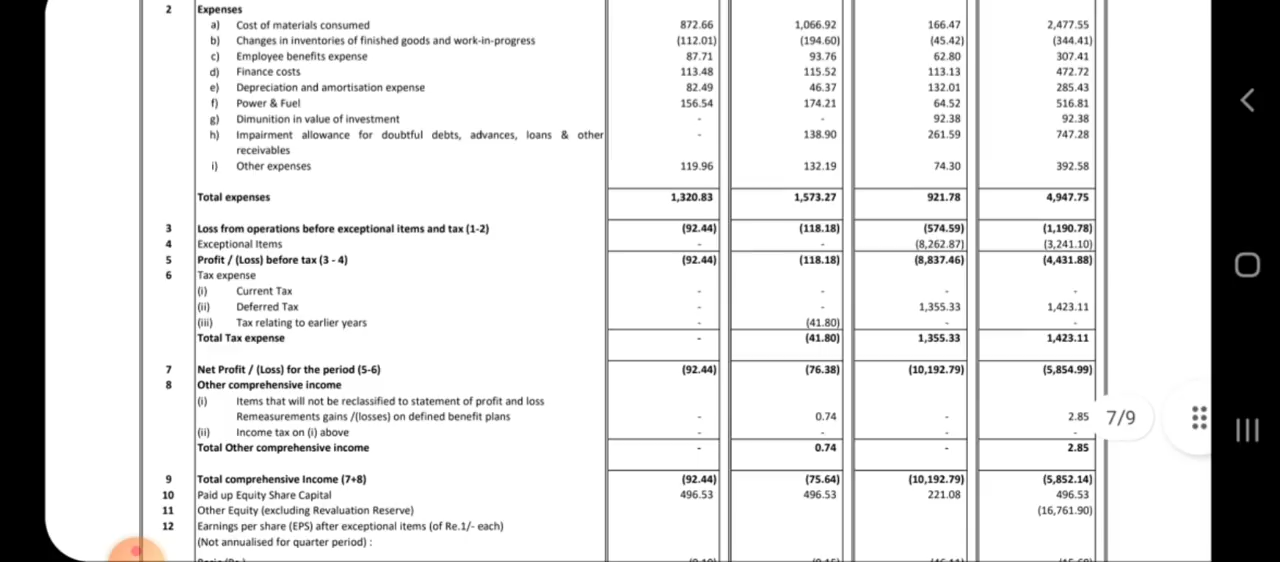 2 Expenses
a) Cost of materials consumed 872.66 1,066.92 166.47 2,477.55
b) Changes in inventories of finished goods and work-in-progress (112.01) (194.60) (45.42) (344.41)
c) Employee benefits expense 87.71 93.76 62.80 307.41
d) Finance costs 113.48 115.52 113.13 472.72
e) Depreciation and amortisation expense 82.49 46.37 132.01 285.43
f) Power & Fuel 156.54 174.21 64.52 516.81
g) Dimunition in value of investment - - 92.38 92.38
h) Impairment allowance for doubtful debts, advances, loans & other - 138.90 261.59 747.28
receivables
i) Other expenses 119.96 132.19 74.30 392.58
Total expenses 1,320.83 1,573.27 921.78 4,947.75
3 Loss from operations before exceptional items and tax (1-2) (92.44) (118.18) (574.59) (1,190.78)
4 Exceptional Items - - (8,262.87) (3,241.10)
5 Profit / (Loss) before tax (3 - 4) (92.44) (118.18) (8,837.46) (4,431.88)
6 Tax expense
(i) Current Tax - - - -
(ii) Deferred Tax - - 1,355.33 1,423.11
(iii) Tax relating to earlier years - (41.80) - -
Total Tax expense - (41.80) 1,355.33 1,423.11
7 Net Profit / (Loss) for the period (5-6) (92.44) (76.38) (10,192.79) (5,854.99)
8 Other comprehensive income
(i) Items that will not be reclassified to statement of profit and loss
Remeasurements gains /(losses) on defined benefit plans - 0.74 - 2.85
7/9
(ii) Income tax on (i) above - - - -
Total Other comprehensive income - 0.74 - 2.85
9 Total comprehensive Income (7+8) (92.44) (75.64) (10,192.79) (5,852.14)
10 Paid up Equity Share Capital 496.53 496.53 221.08 496.53
11 Other Equity (excluding Revaluation Reserve) (16,761.90)
12 Earnings per share (EPS) after exceptional items (of Re.1/- each)
(Not annualised for quarter period) :